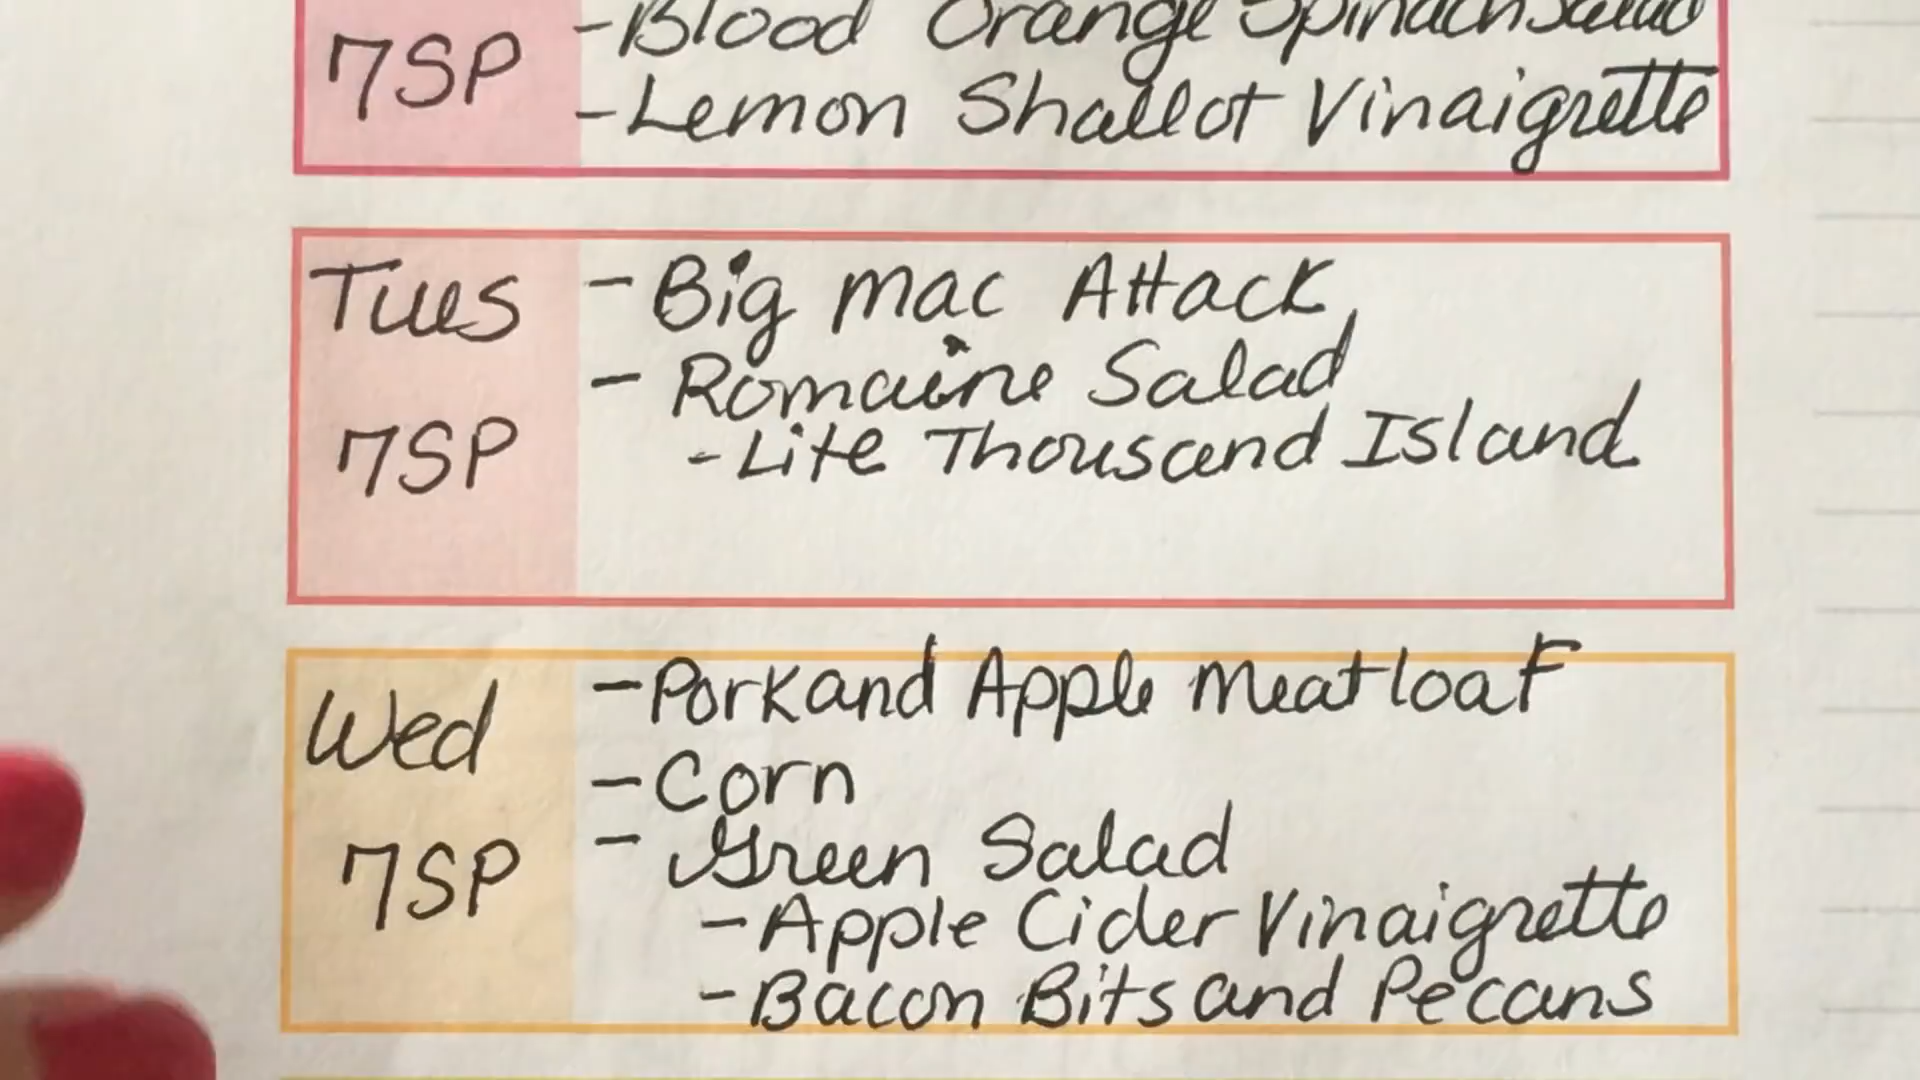 - Blood Orange Spinach Salad
7SP
- Lemon Shallot Vinaigrette
Tues
- Big Mac Attack
- Romaine Salad
7SP
- Lite Thousand Island
Wed
- Pork and Apple Meatloaf
- Corn
7SP
- Green Salad
- Apple Cider Vinaigrette
- Bacon Bits and Pecans